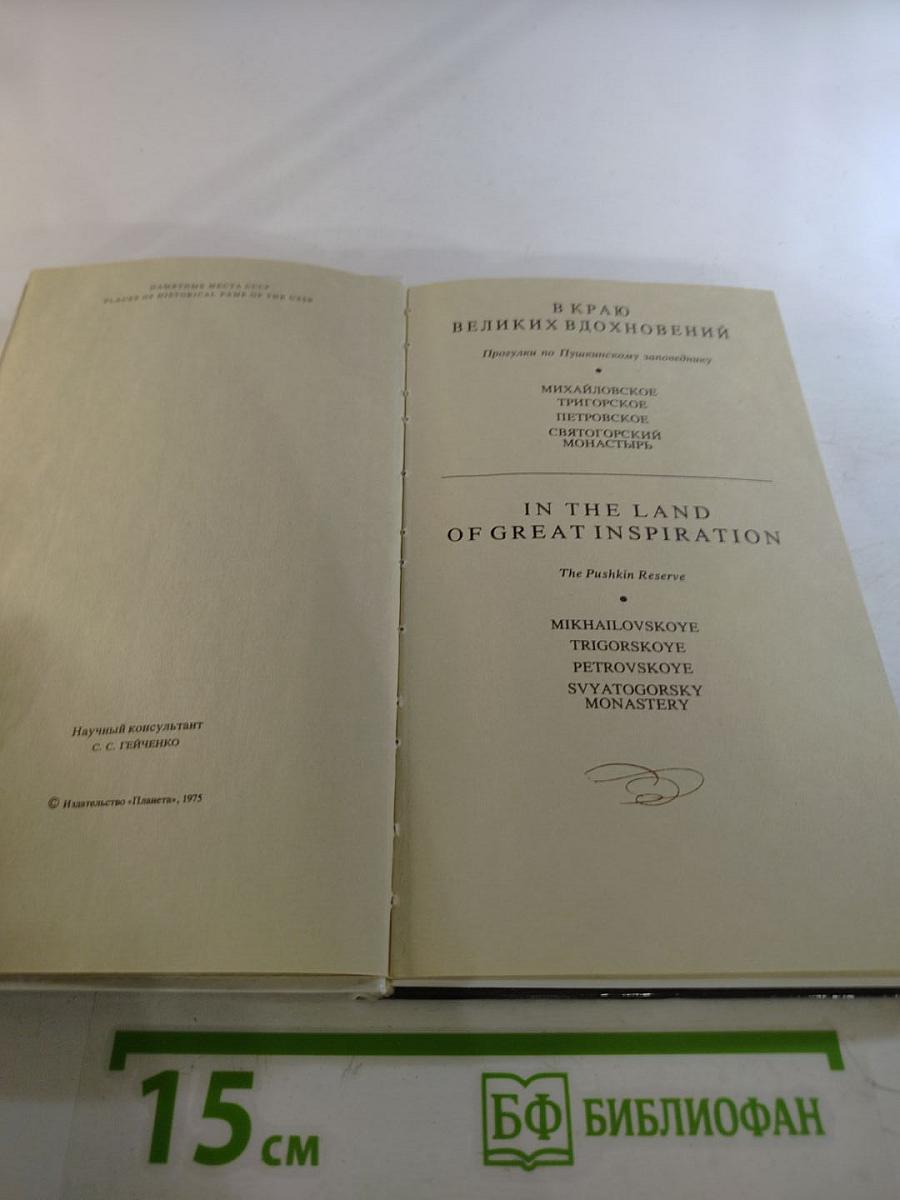 ПАМЯТНЫЕ МЕСТА СССР
PLACES OF HISTORICAL FAME OF THE USSR
Научный консультант
С. С. ГЕЙЧЕНКО
© Издательство «Планета», 1975
В КРАЮ
ВЕЛИКИХ ВДОХНОВЕНИЙ
Прогулки по Пушкинскому заповеднику
•
МИХАЙЛОВСКОЕ
ТРИГОРСКОЕ
ПЕТРОВСКОЕ
СВЯТОГОРСКИЙ
МОНАСТЫРЬ
IN THE LAND
OF GREAT INSPIRATION
The Pushkin Reserve
•
MIKHAILOVSKOYE
TRIGORSKOYE
PETROVSKOYE
SVYATOGORSKY
MONASTERY
15 см
БФ БИБЛИОФАН